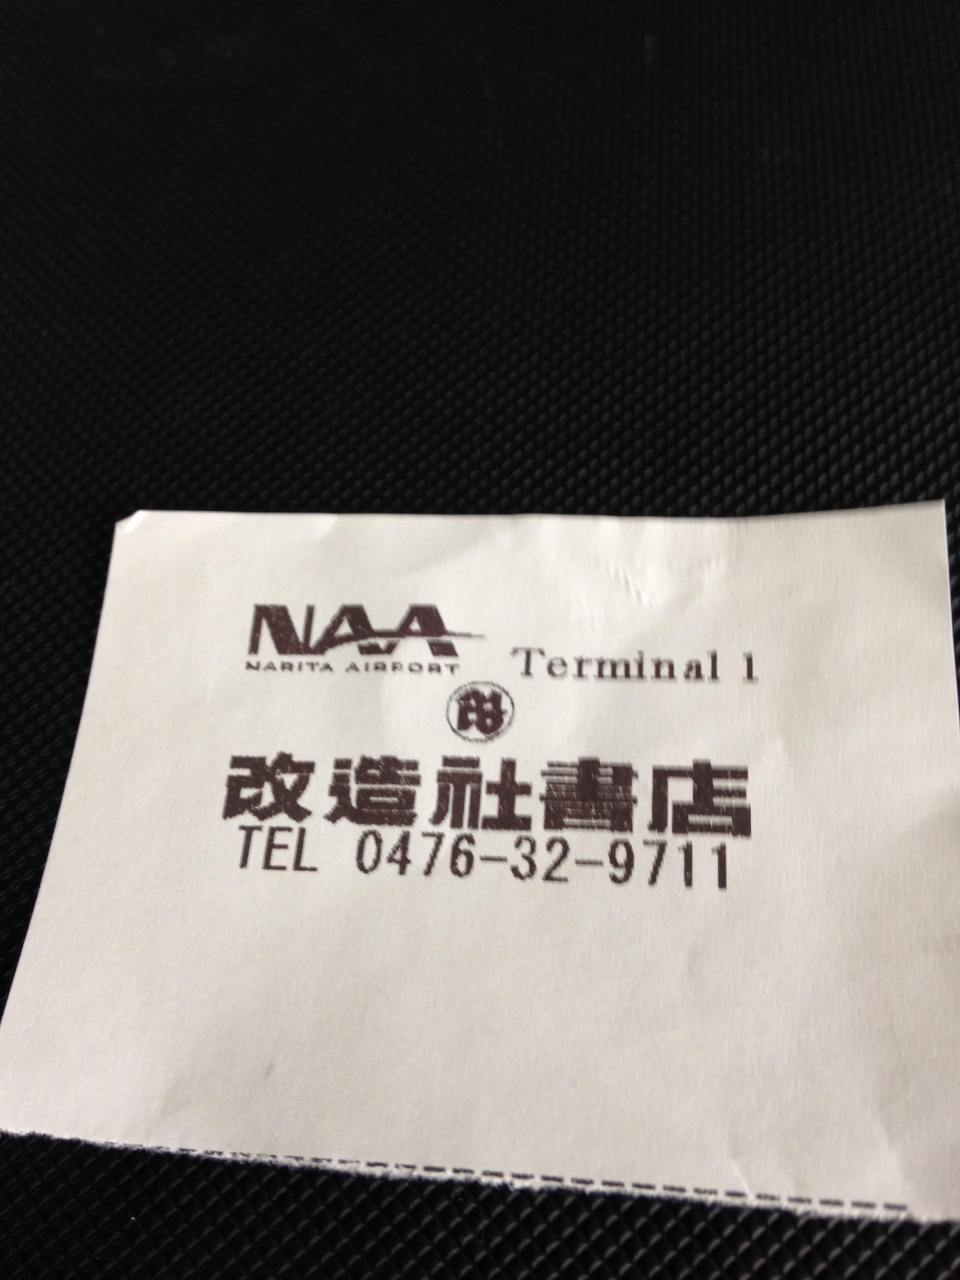 NAA
NARITA AIRPORT Terminal 1
改造社書店
TEL 0476-32-9711